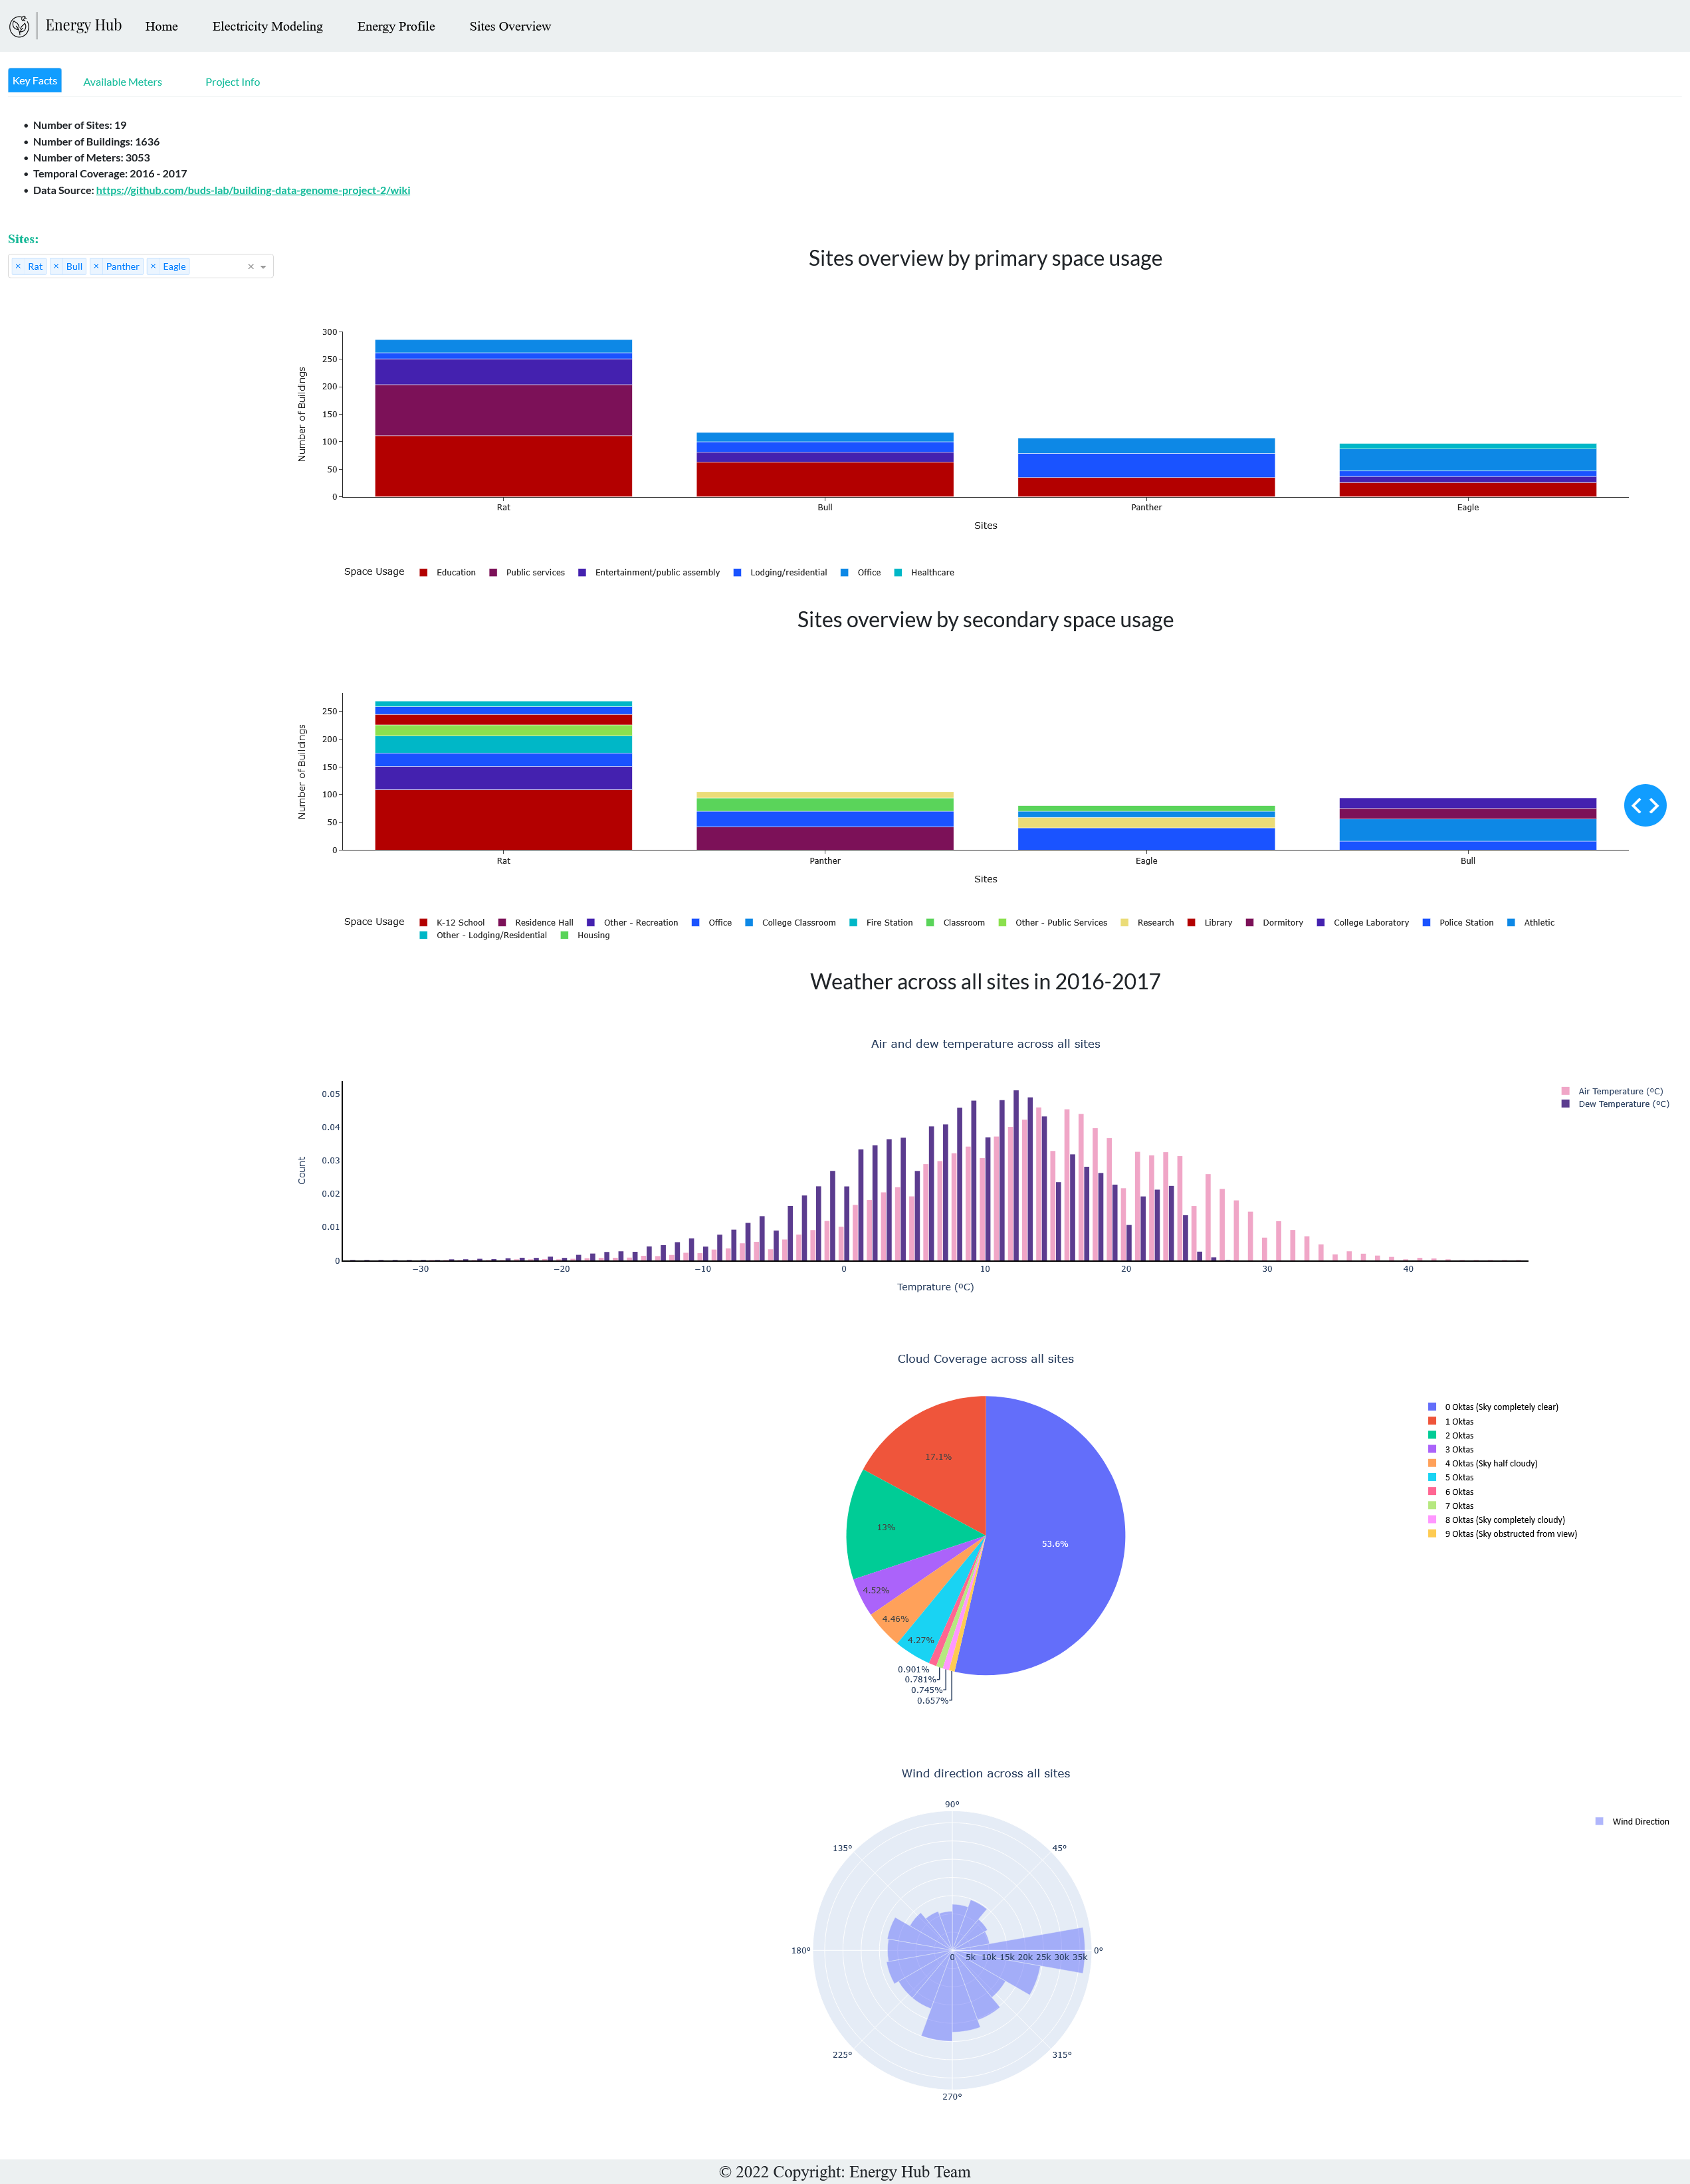 Energy Hub Home Electricity Modeling Energy Profile Sites Overview
Key Facts Available Meters Project Info
Number of Sites: 19
Number of Buildings: 1636
Number of Meters: 3053
Temporal Coverage: 2016 - 2017
Data Source: https://github.com/buds-lab/building-data-genome-project-2/wiki
Sites:
× Rat × Bull × Panther × Eagle ×
Sites overview by primary space usage
300
250
200
150
100
50
0
Number of Buildings
Rat Bull Panther Eagle
Sites
Space Usage Education Public services Entertainment/public assembly Lodging/residential Office Healthcare
Sites overview by secondary space usage
250
200
150
100
50
0
Number of Buildings
Rat Panther Eagle Bull
Sites
Space Usage K-12 School Residence Hall Other - Recreation Office College Classroom Fire Station Classroom Other - Public Services Research Library Dormitory College Laboratory Police Station Athletic
Other - Lodging/Residential Housing
Weather across all sites in 2016-2017
Air and dew temperature across all sites
0.05
0.04
0.03
0.02
0.01
0
Count
−30 −20 −10 0 10 20 30 40
Temprature (ºC)
Air Temperature (ºC)
Dew Temperature (ºC)
Cloud Coverage across all sites
53.6%
17.1%
13%
4.52%
4.46%
4.27%
0.901%
0.781%
0.745%
0.657%
0 Oktas (Sky completely clear)
1 Oktas
2 Oktas
3 Oktas
4 Oktas (Sky half cloudy)
5 Oktas
6 Oktas
7 Oktas
8 Oktas (Sky completely cloudy)
9 Oktas (Sky obstructed from view)
Wind direction across all sites
90°
135° 45°
180° 0°
0 5k 10k 15k 20k 25k 30k 35k
225° 315°
270°
Wind Direction
© 2022 Copyright: Energy Hub Team